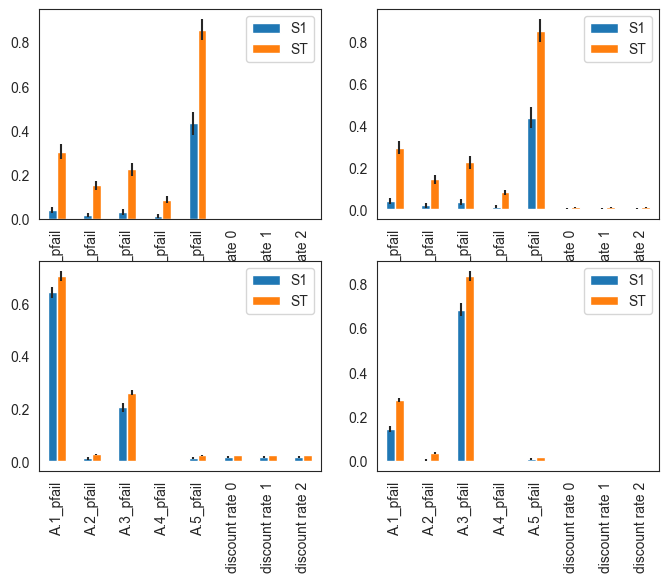 0.8
0.6
0.4
0.2
0.0
S1
ST
_pfail
_pfail
_pfail
_pfail
_pfail
ate 0
ate 1
ate 2
0.8
0.6
0.4
0.2
0.0
S1
ST
_pfail
_pfail
_pfail
_pfail
_pfail
ate 0
ate 1
ate 2
0.6
0.4
0.2
0.0
S1
ST
A.1_pfail
A.2_pfail
A.3_pfail
A.4_pfail
A.5_pfail
discount rate 0
discount rate 1
discount rate 2
0.8
0.6
0.4
0.2
0.0
S1
ST
A.1_pfail
A.2_pfail
A.3_pfail
A.4_pfail
A.5_pfail
discount rate 0
discount rate 1
discount rate 2